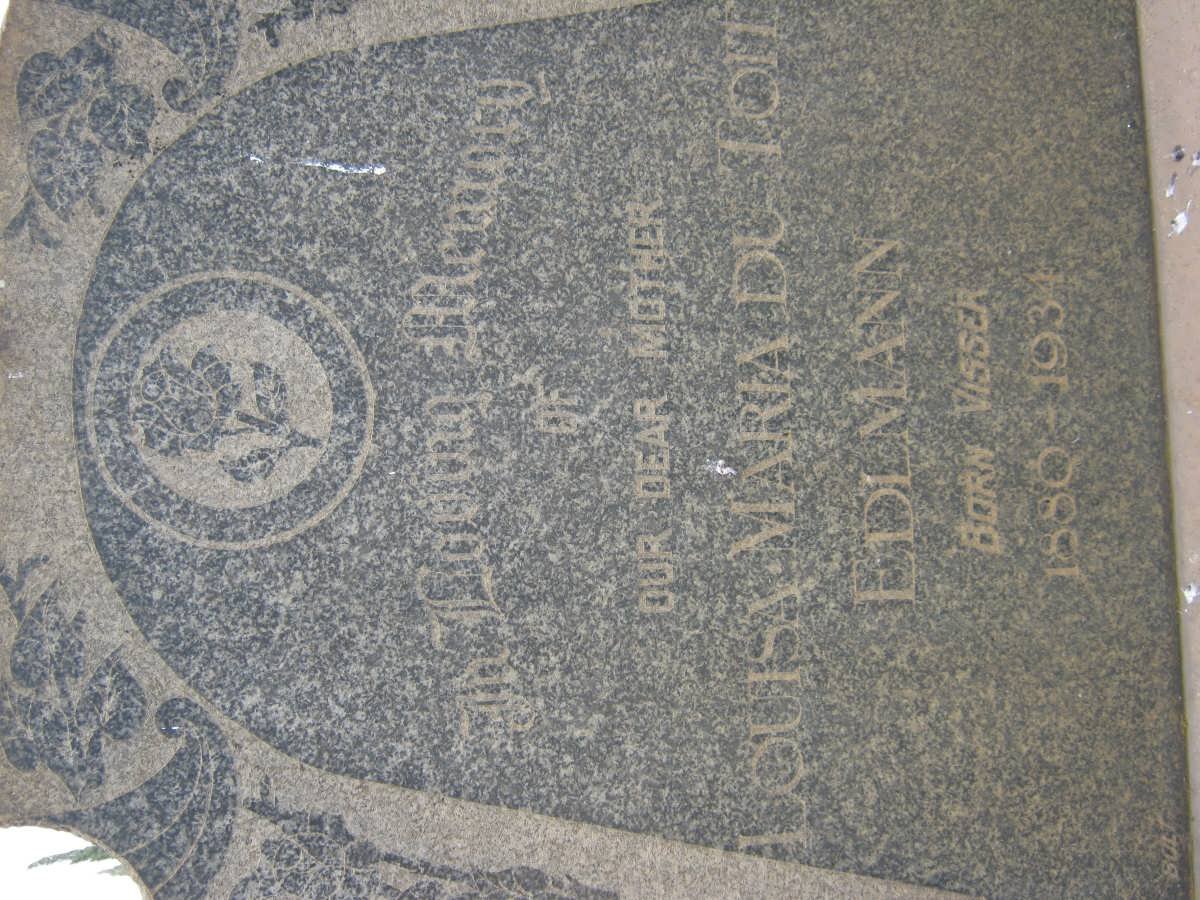 In Loving Memory
OF
OUR DEAR MOTHER
LOUISA MARIA DU TOIT
EDLMANN
BORN VISSER
1880-1934